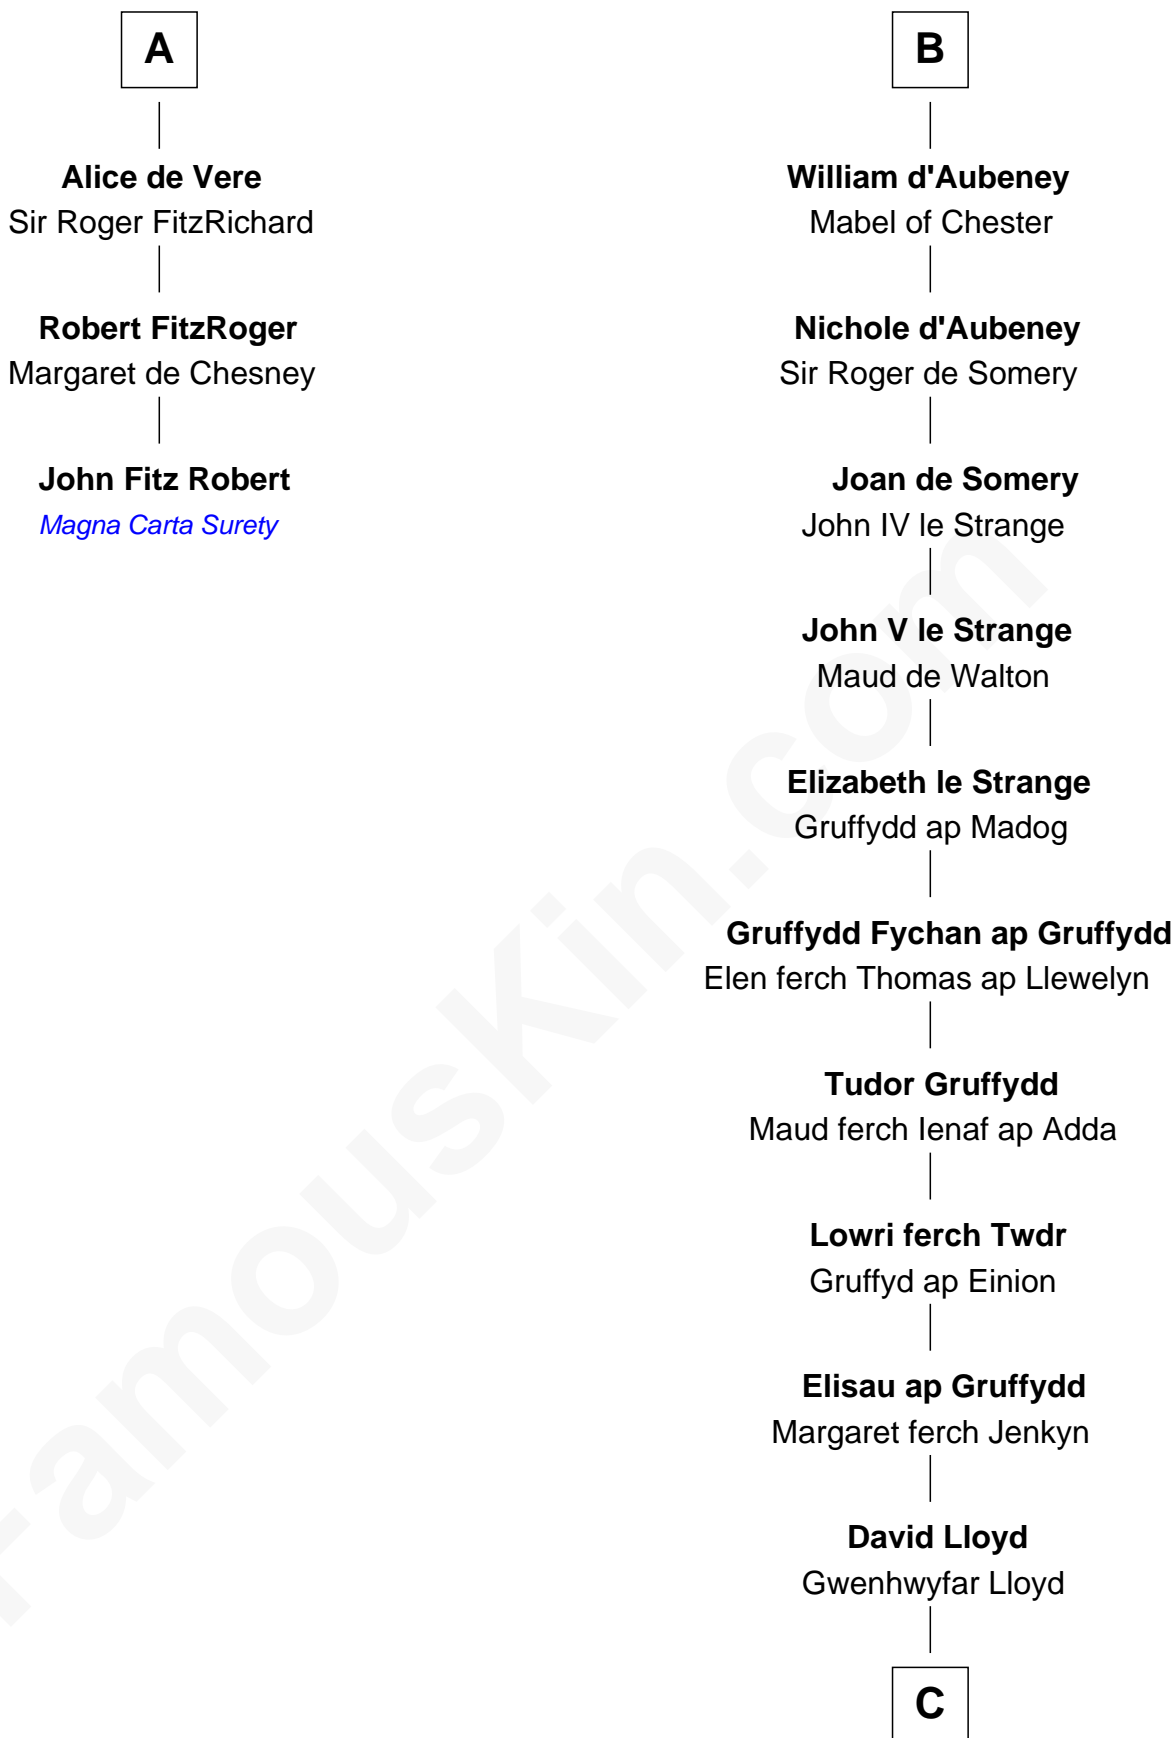 A
Alice de Vere
Sir Roger FitzRichard
Robert FitzRoger
Margaret de Chesney
John Fitz Robert
Magna Carta Surety
B
William d'Aubeney
Mabel of Chester
Nichole d'Aubeney
Sir Roger de Somery
Joan de Somery
John IV le Strange
John V le Strange
Maud de Walton
Elizabeth le Strange
Gruffydd ap Madog
Gruffydd Fychan ap Gruffydd
Elen ferch Thomas ap Llewelyn
Tudor Gruffydd
Maud ferch Ienaf ap Adda
Lowri ferch Twdr
Gruffyd ap Einion
Elisau ap Gruffydd
Margaret ferch Jenkyn
David Lloyd
Gwenhwyfar Lloyd
C
FamousKin.com